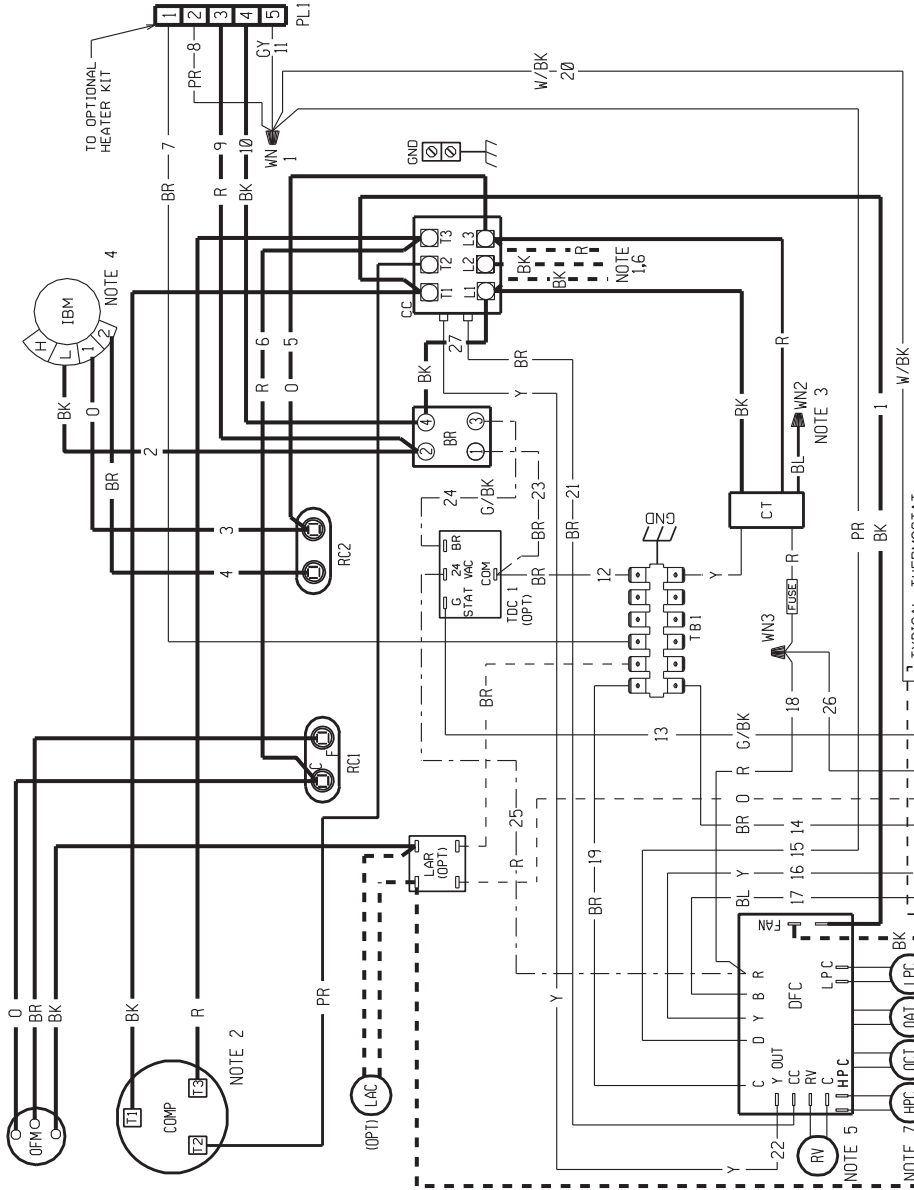 TO OPTIONAL
HEATER KIT
1
2
3
4
5
PL1
BR 7
PR 8
R 9
BK 10
GY 11
WN
1
W/BK
20
GND
H
L
1
2
IBM
NOTE 4
BK
O
BR
2
3
4
RC2
R 6
O 5
CC
T1 T2 T3
L1 L2 L3
BK
BK
R
NOTE
1,6
BK
27
BR
Y
2 4
BR
1 3
24
G/BK
BR 23
BR 21
G
STAT
24
VAC
BR
COM
TDC 1
(OPT)
BR 12
GND
TB1
Y
CT
BK
R
BL
WN2
NOTE 3
R
FUSE
WN3
18
26
1
BK
PR
W/BK
BR
13
G/BK
C F
RC1
O
BR
BK
OFM
BK
R
PR
T1
T3
T2
COMP
NOTE 2
LAR
(OPT)
(OPT)
LAC
25
R
19
BR
R
O
BR 14
15
Y 16
BL 17
Y
FAN
C D Y B R
Y OUT
CC
RV
C
DFC
LPC
HPC
BK
22
Y
RV
NOTE 5
NOTE 7
HPC
OCT
OAT
LPC
TYPICAL THERMOSTAT